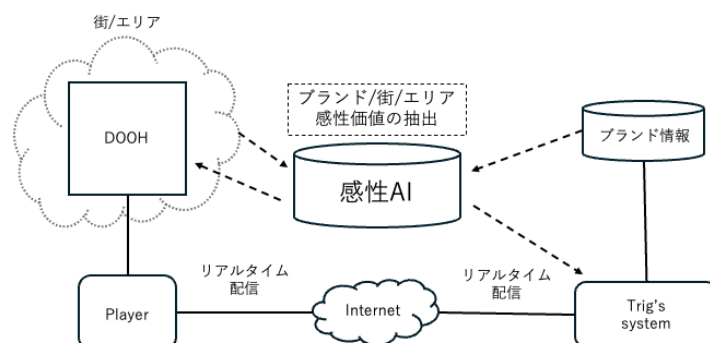 街/エリア
ブランド/街/エリア
感性価値の抽出
DOOH
ブランド情報
感性AI
リアルタイム
配信
リアルタイム
配信
Player
Internet
Trig's
system